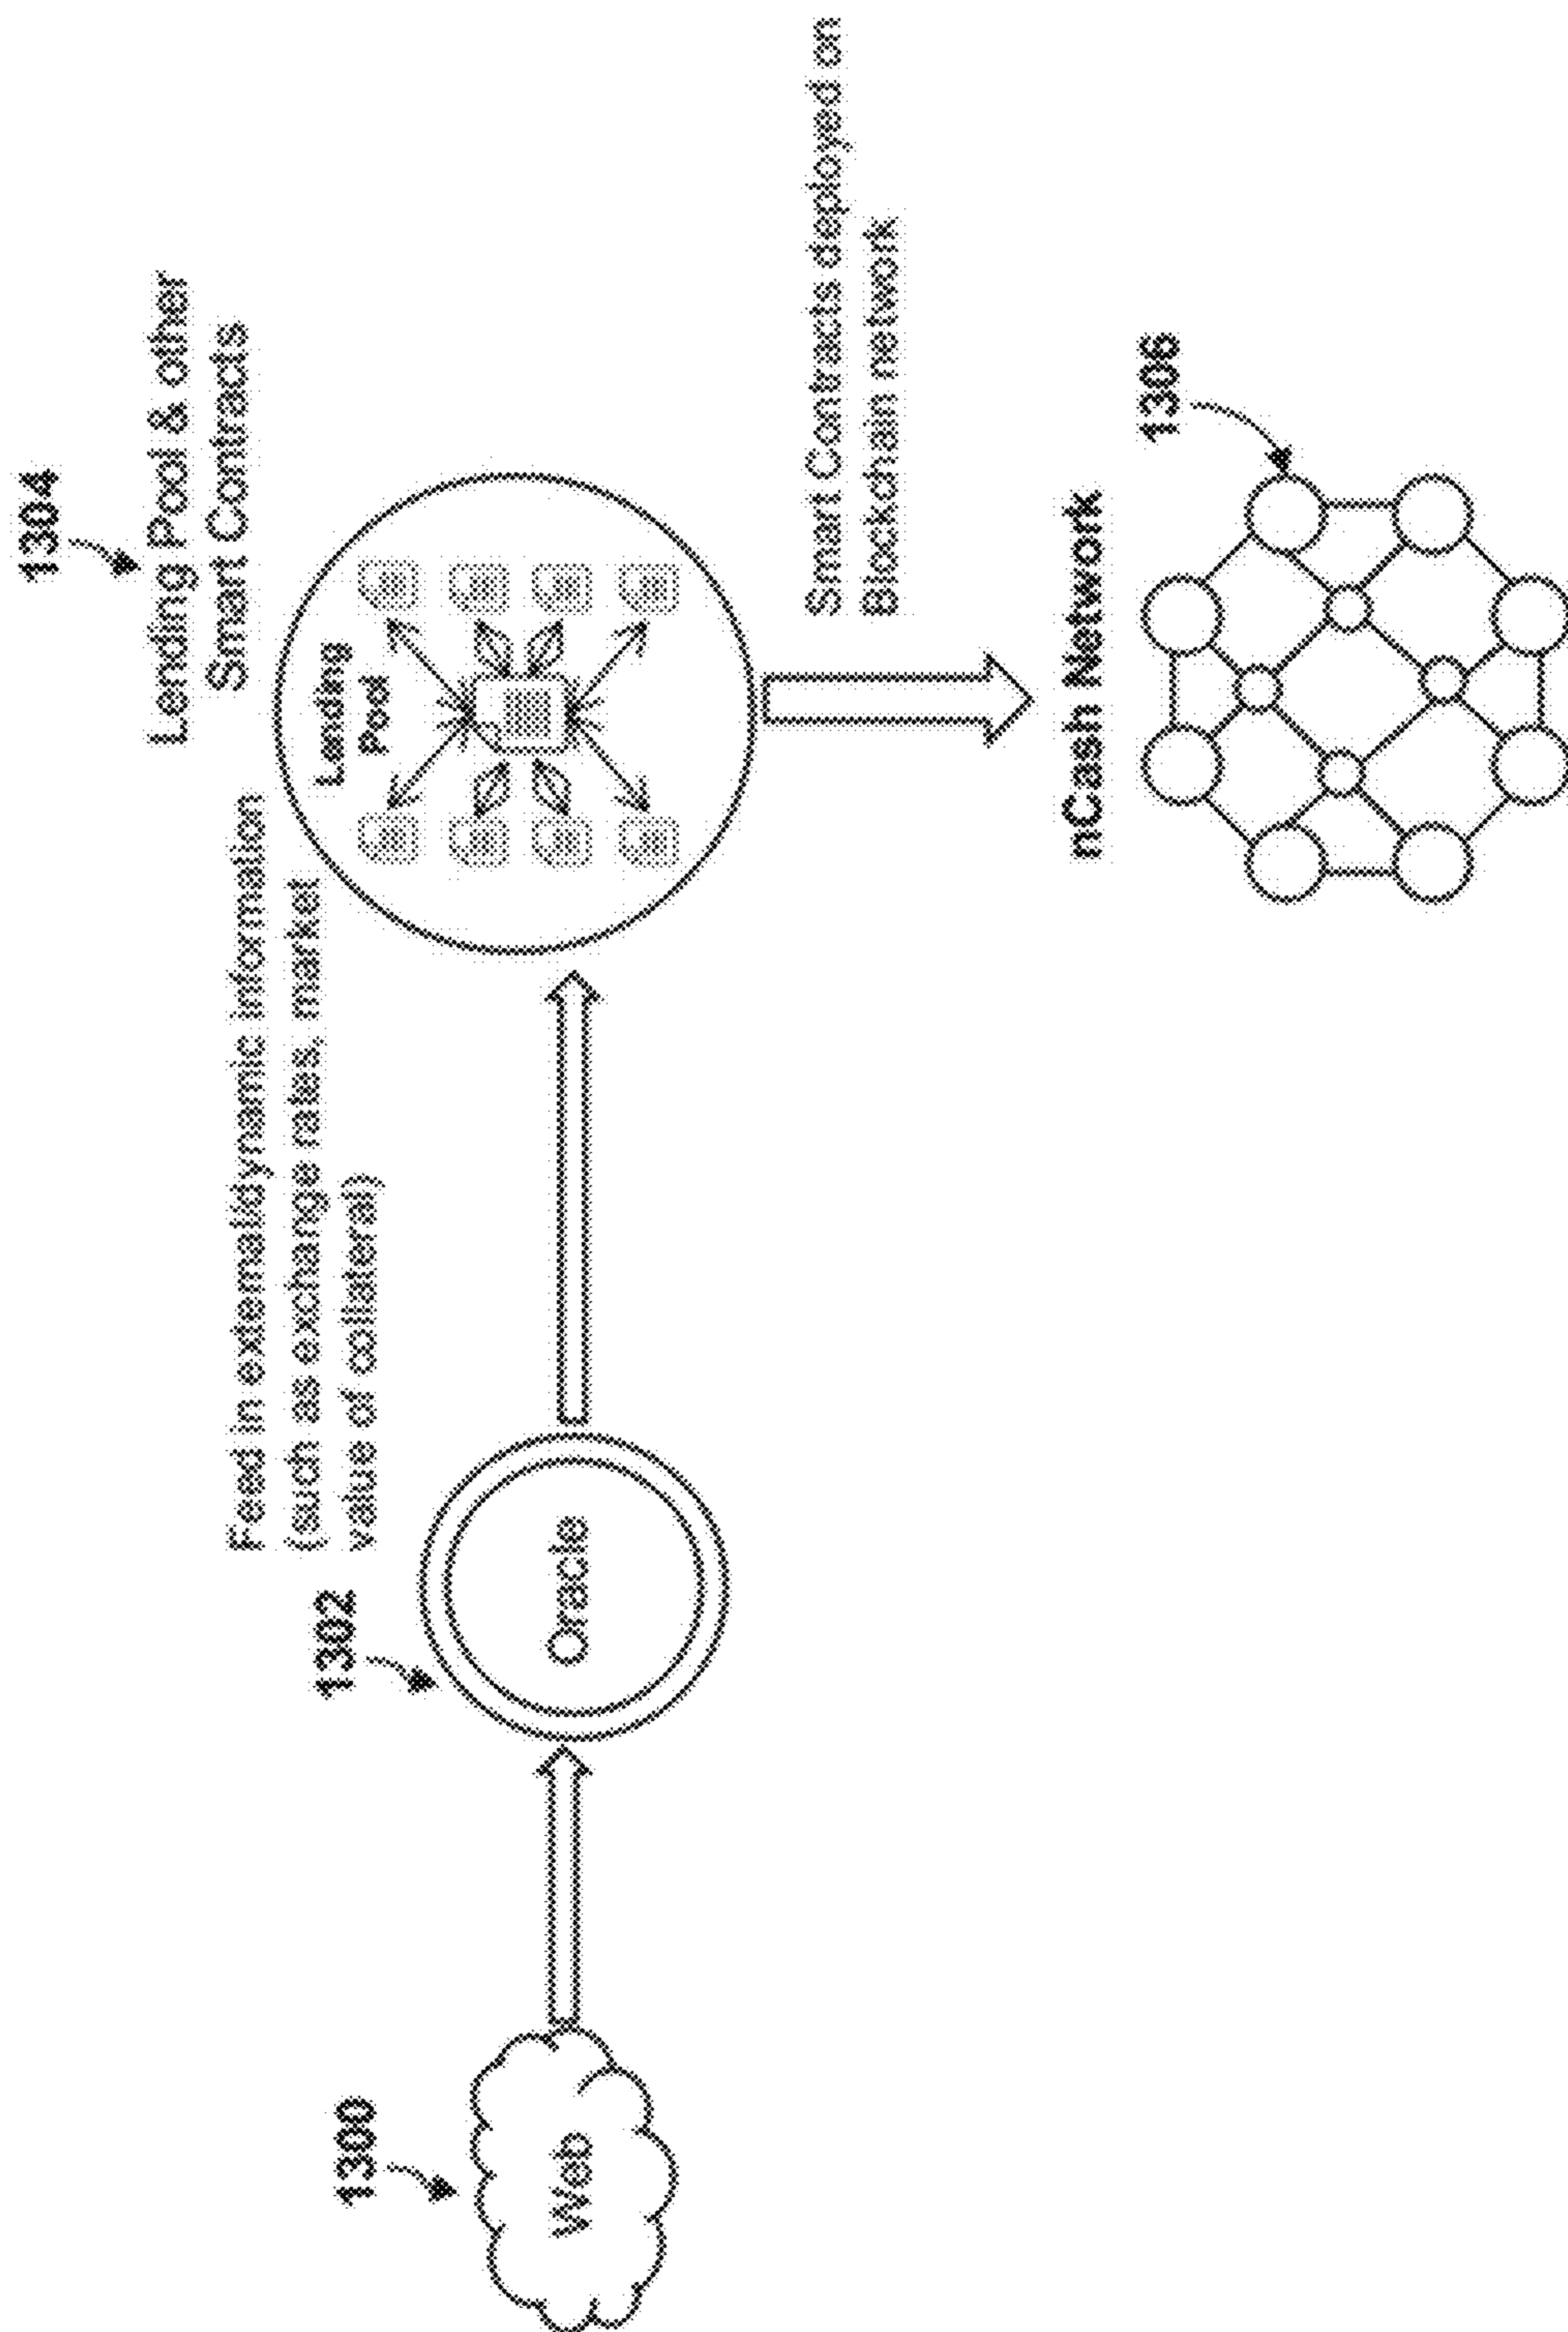 1304
Lending Pool & other
Smart Contracts
Feed in external/dynamic information
(such as exchange rates, market
value of collateral)
1302
1300
Lending
Pool
Web
Oracle
Smart Contracts deployed on
Blockchain network
nCash Network
1306